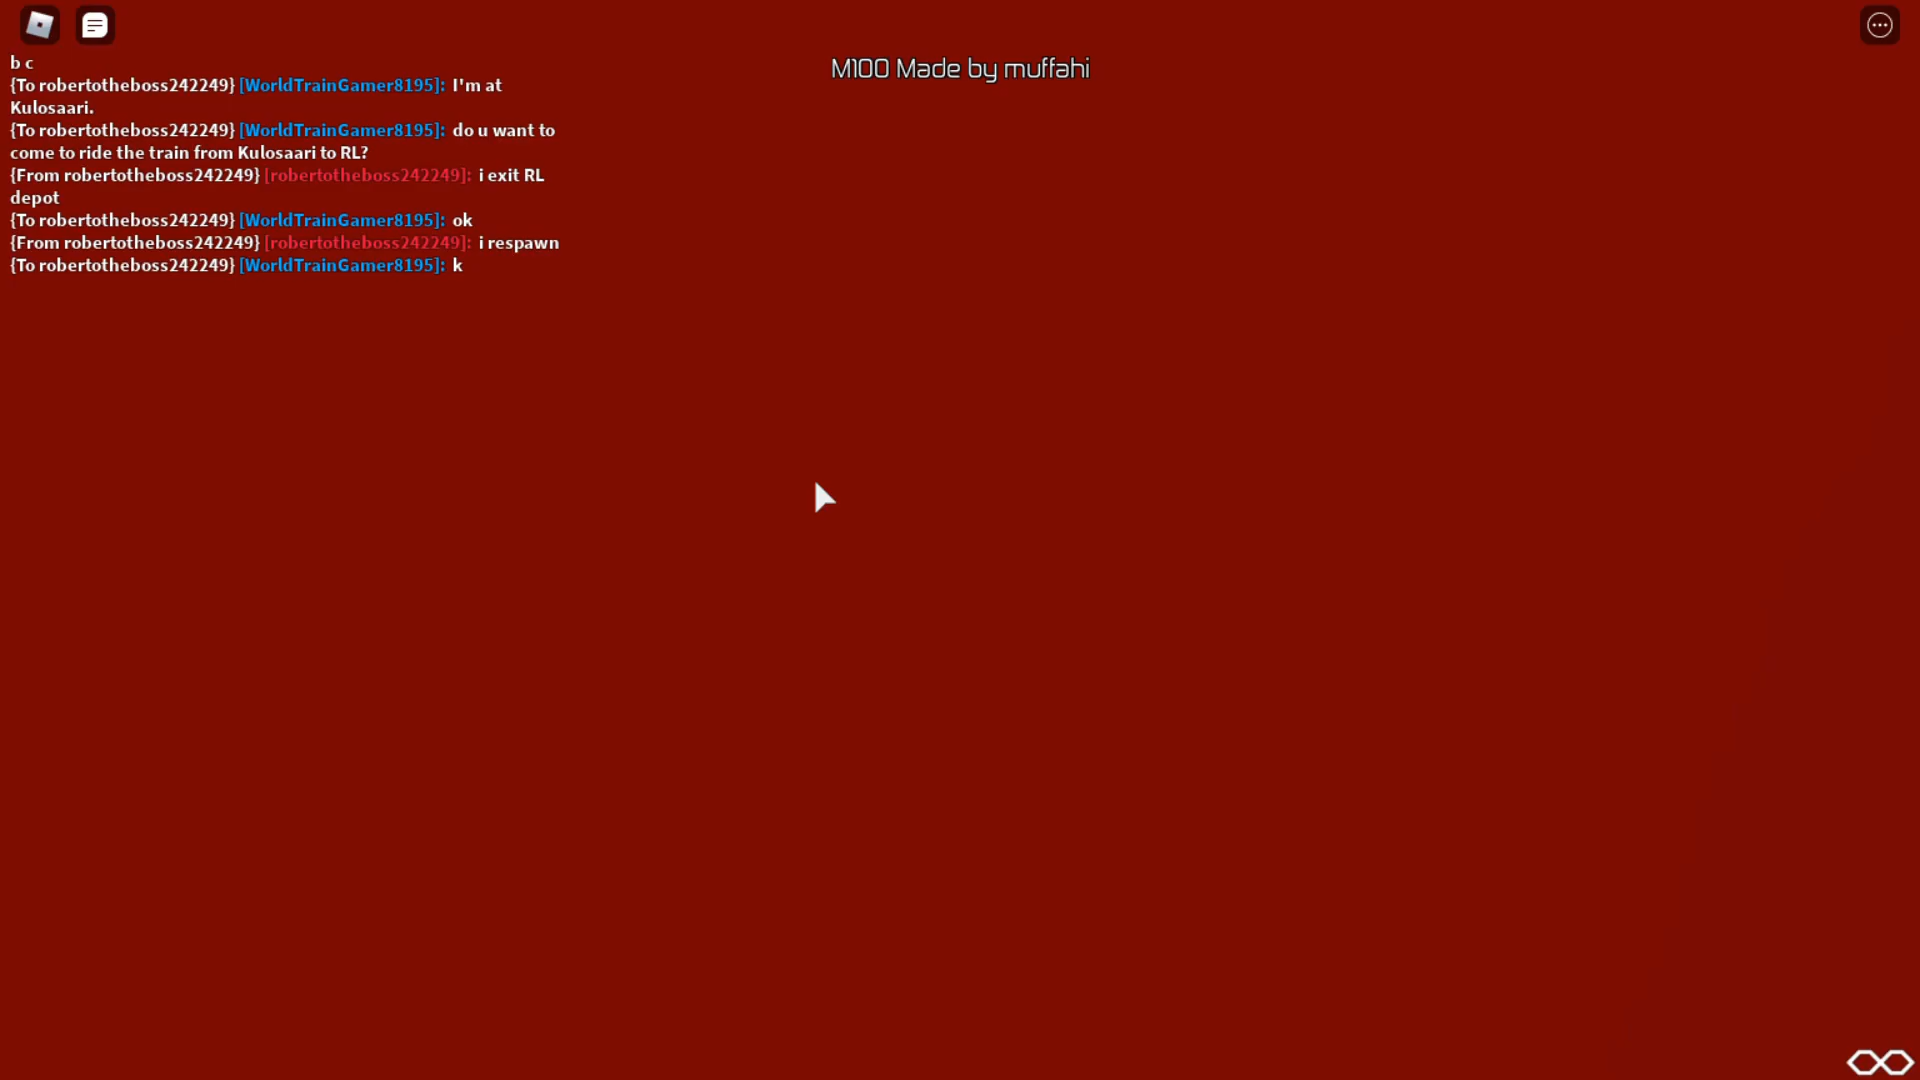 b c
M100 Made by muffahi
{To robertotheboss242249} [WorldTrainGamer8195]: I'm at
Kulosaari.
{To robertotheboss242249} [WorldTrainGamer8195]: do u want to
come to ride the train from Kulosaari to RL?
{From robertotheboss242249} [robertotheboss242249]: i exit RL
depot
{To robertotheboss242249} [WorldTrainGamer8195]: ok
{From robertotheboss242249} [robertotheboss242249]: i respawn
{To robertotheboss242249} [WorldTrainGamer8195]: k